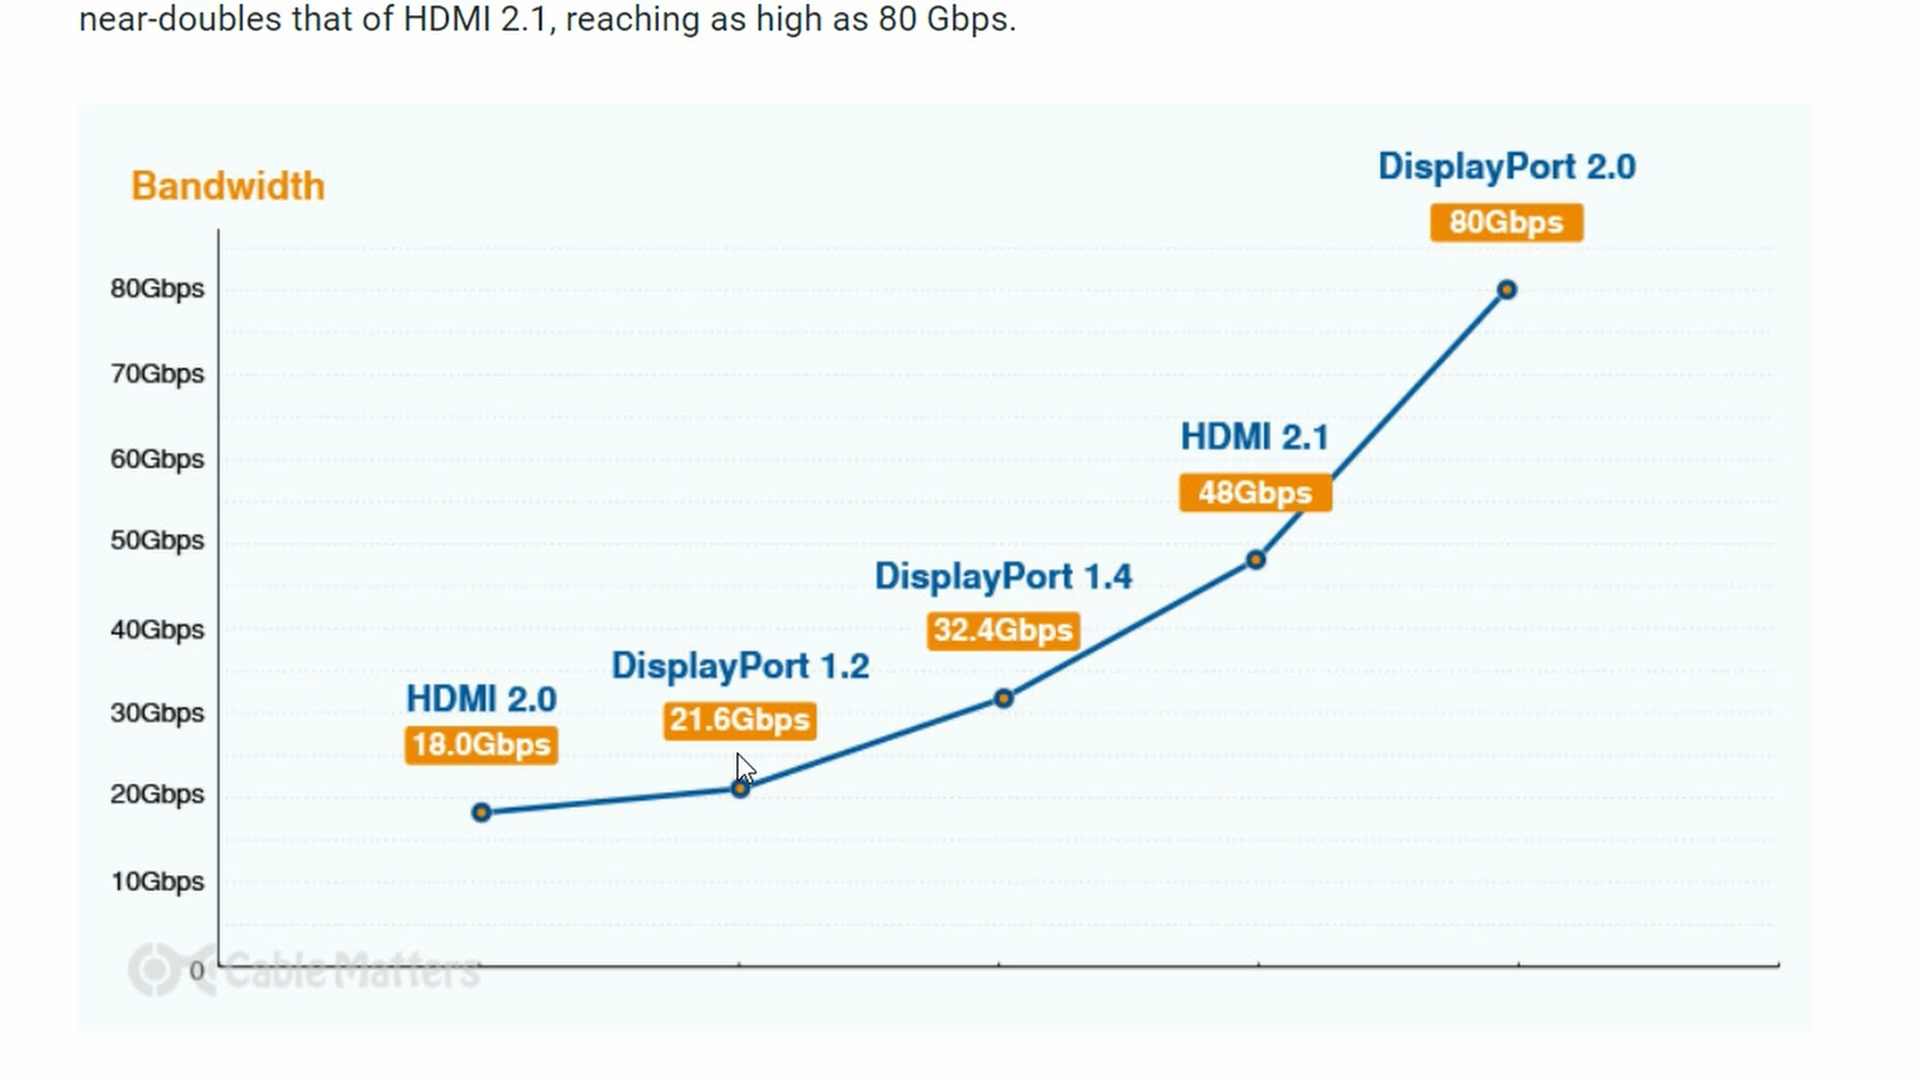 near-doubles that of HDMI 2.1, reaching as high as 80 Gbps.
Bandwidth
DisplayPort 2.0
80Gbps
80Gbps
70Gbps
HDMI 2.1
60Gbps
48Gbps
50Gbps
DisplayPort 1.4
40Gbps
32.4Gbps
DisplayPort 1.2
HDMI 2.0
30Gbps
21.6Gbps
18.0Gbps
20Gbps
10Gbps
0
Cable Matters